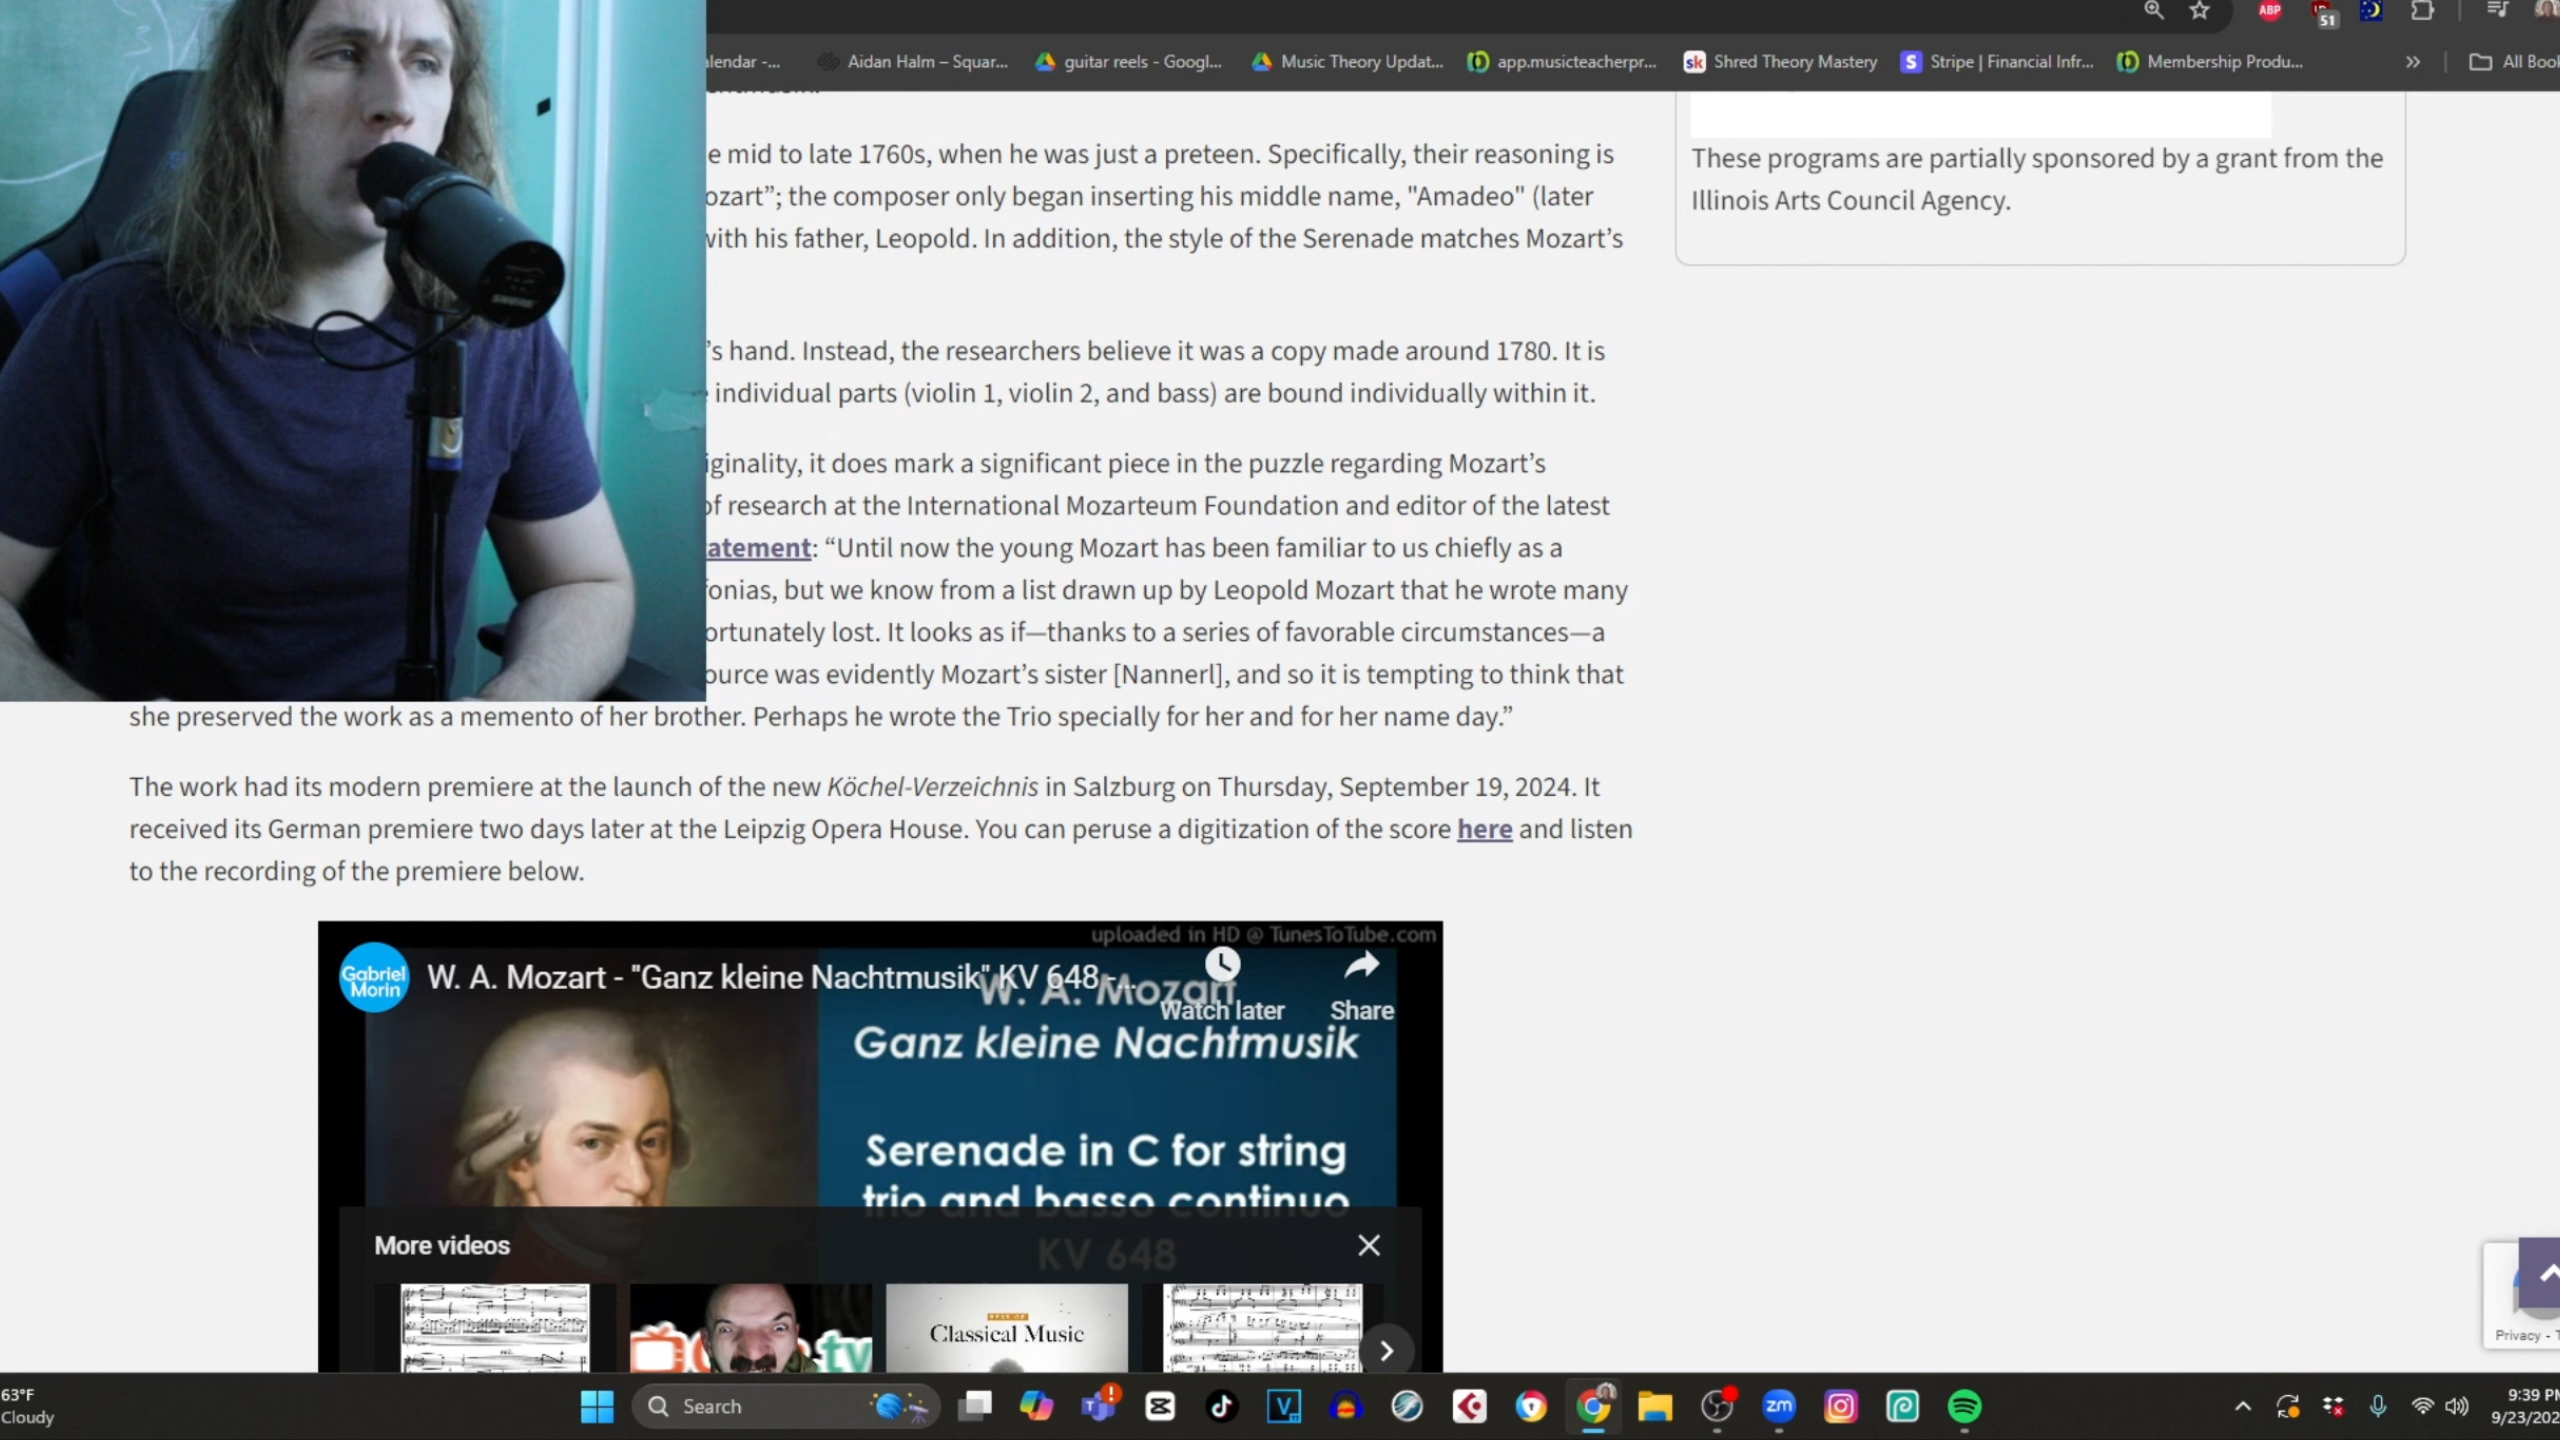 51
alendar -...
Aidan Halm – Squar...
guitar reels - Googl...
Music Theory Updat...
app.musicteacherpr...
sk
Shred Theory Mastery
S
Stripe | Financial Infr...
Membership Produ...
All Book
ABP
e mid to late 1760s, when he was just a preteen. Specifically, their reasoning is
ozart”; the composer only began inserting his middle name, "Amadeo" (later
with his father, Leopold. In addition, the style of the Serenade matches Mozart’s
’s hand. Instead, the researchers believe it was a copy made around 1780. It is
individual parts (violin 1, violin 2, and bass) are bound individually within it.
iginality, it does mark a significant piece in the puzzle regarding Mozart’s
of research at the International Mozarteum Foundation and editor of the latest
atement: “Until now the young Mozart has been familiar to us chiefly as a
fonias, but we know from a list drawn up by Leopold Mozart that he wrote many
ortunately lost. It looks as if—thanks to a series of favorable circumstances—a
ource was evidently Mozart’s sister [Nannerl], and so it is tempting to think that
she preserved the work as a memento of her brother. Perhaps he wrote the Trio specially for her and for her name day.”
The work had its modern premiere at the launch of the new Köchel-Verzeichnis in Salzburg on Thursday, September 19, 2024. It
received its German premiere two days later at the Leipzig Opera House. You can peruse a digitization of the score here and listen
to the recording of the premiere below.
These programs are partially sponsored by a grant from the
Illinois Arts Council Agency.
SHURE
uploaded in HD @ TunesToTube.com
Gabriel
Morin
W. A. Mozart - "Ganz kleine Nachtmusik" KV 648 -...
W. A. Mozart
Watch later
Share
Ganz kleine Nachtmusik
Serenade in C for string
trio and basso continuo
KV 648
More videos
BEST OF
Classical Music
tv
Privacy - T
63°F
Cloudy
Search
zm
9:39 PM
9/23/202